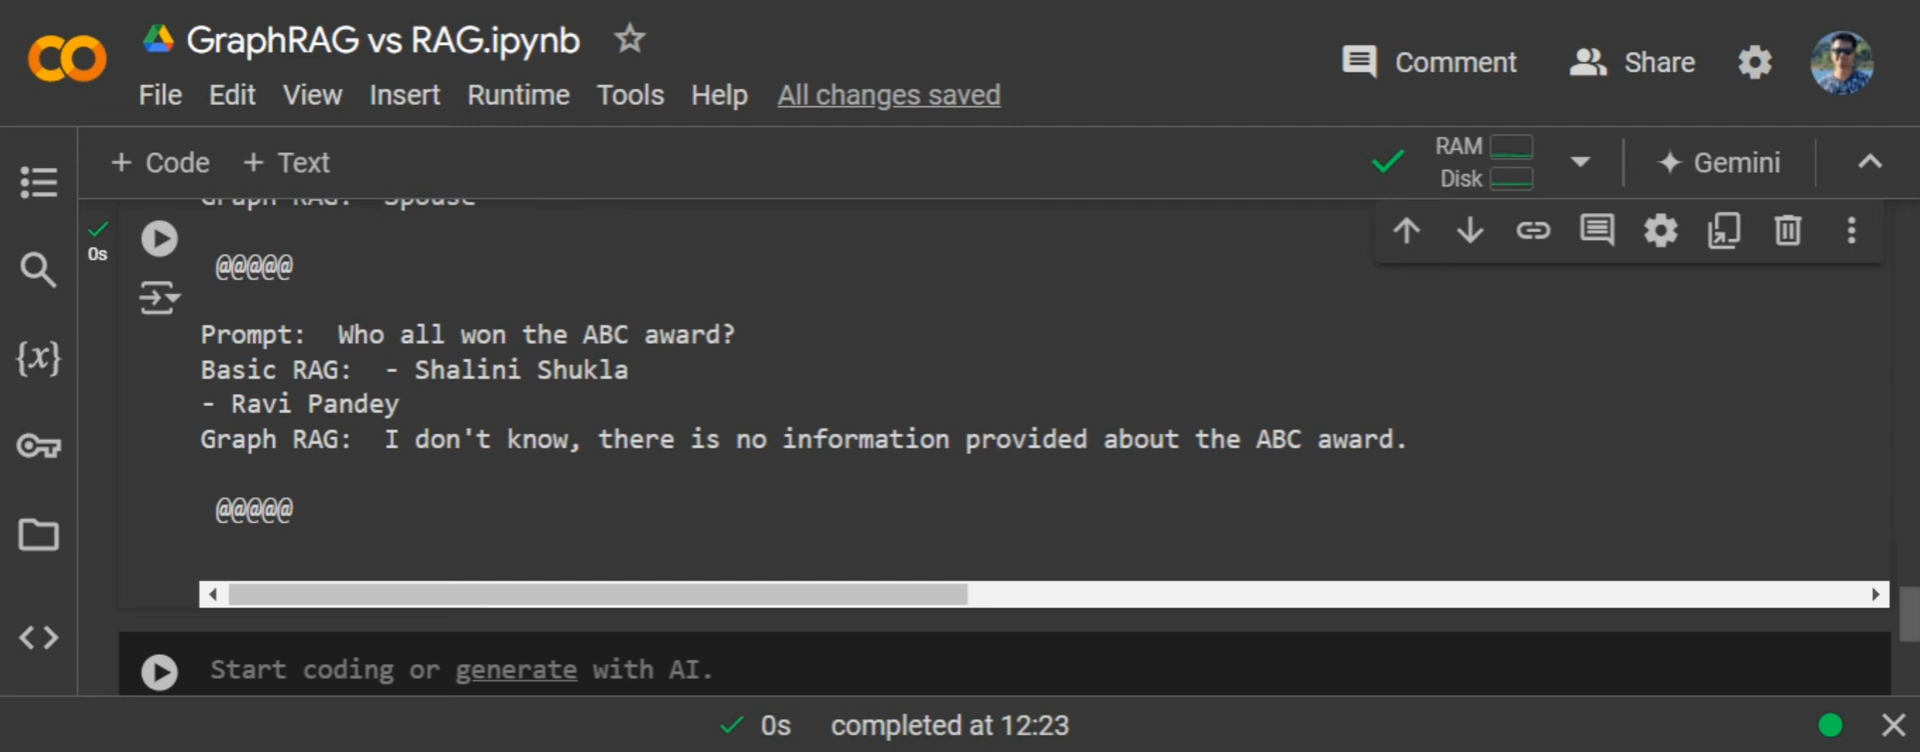 GraphRAG vs RAG.ipynb
Comment
Share
File Edit View Insert Runtime Tools Help All changes saved
+ Code + Text
RAM
Disk
Gemini
Graph RAG:  Spouse
0s
@@@@@
Prompt:  Who all won the ABC award?
Basic RAG:  - Shalini Shukla
- Ravi Pandey
Graph RAG:  I don't know, there is no information provided about the ABC award.
@@@@@
{x}
Start coding or generate with AI.
0s completed at 12:23